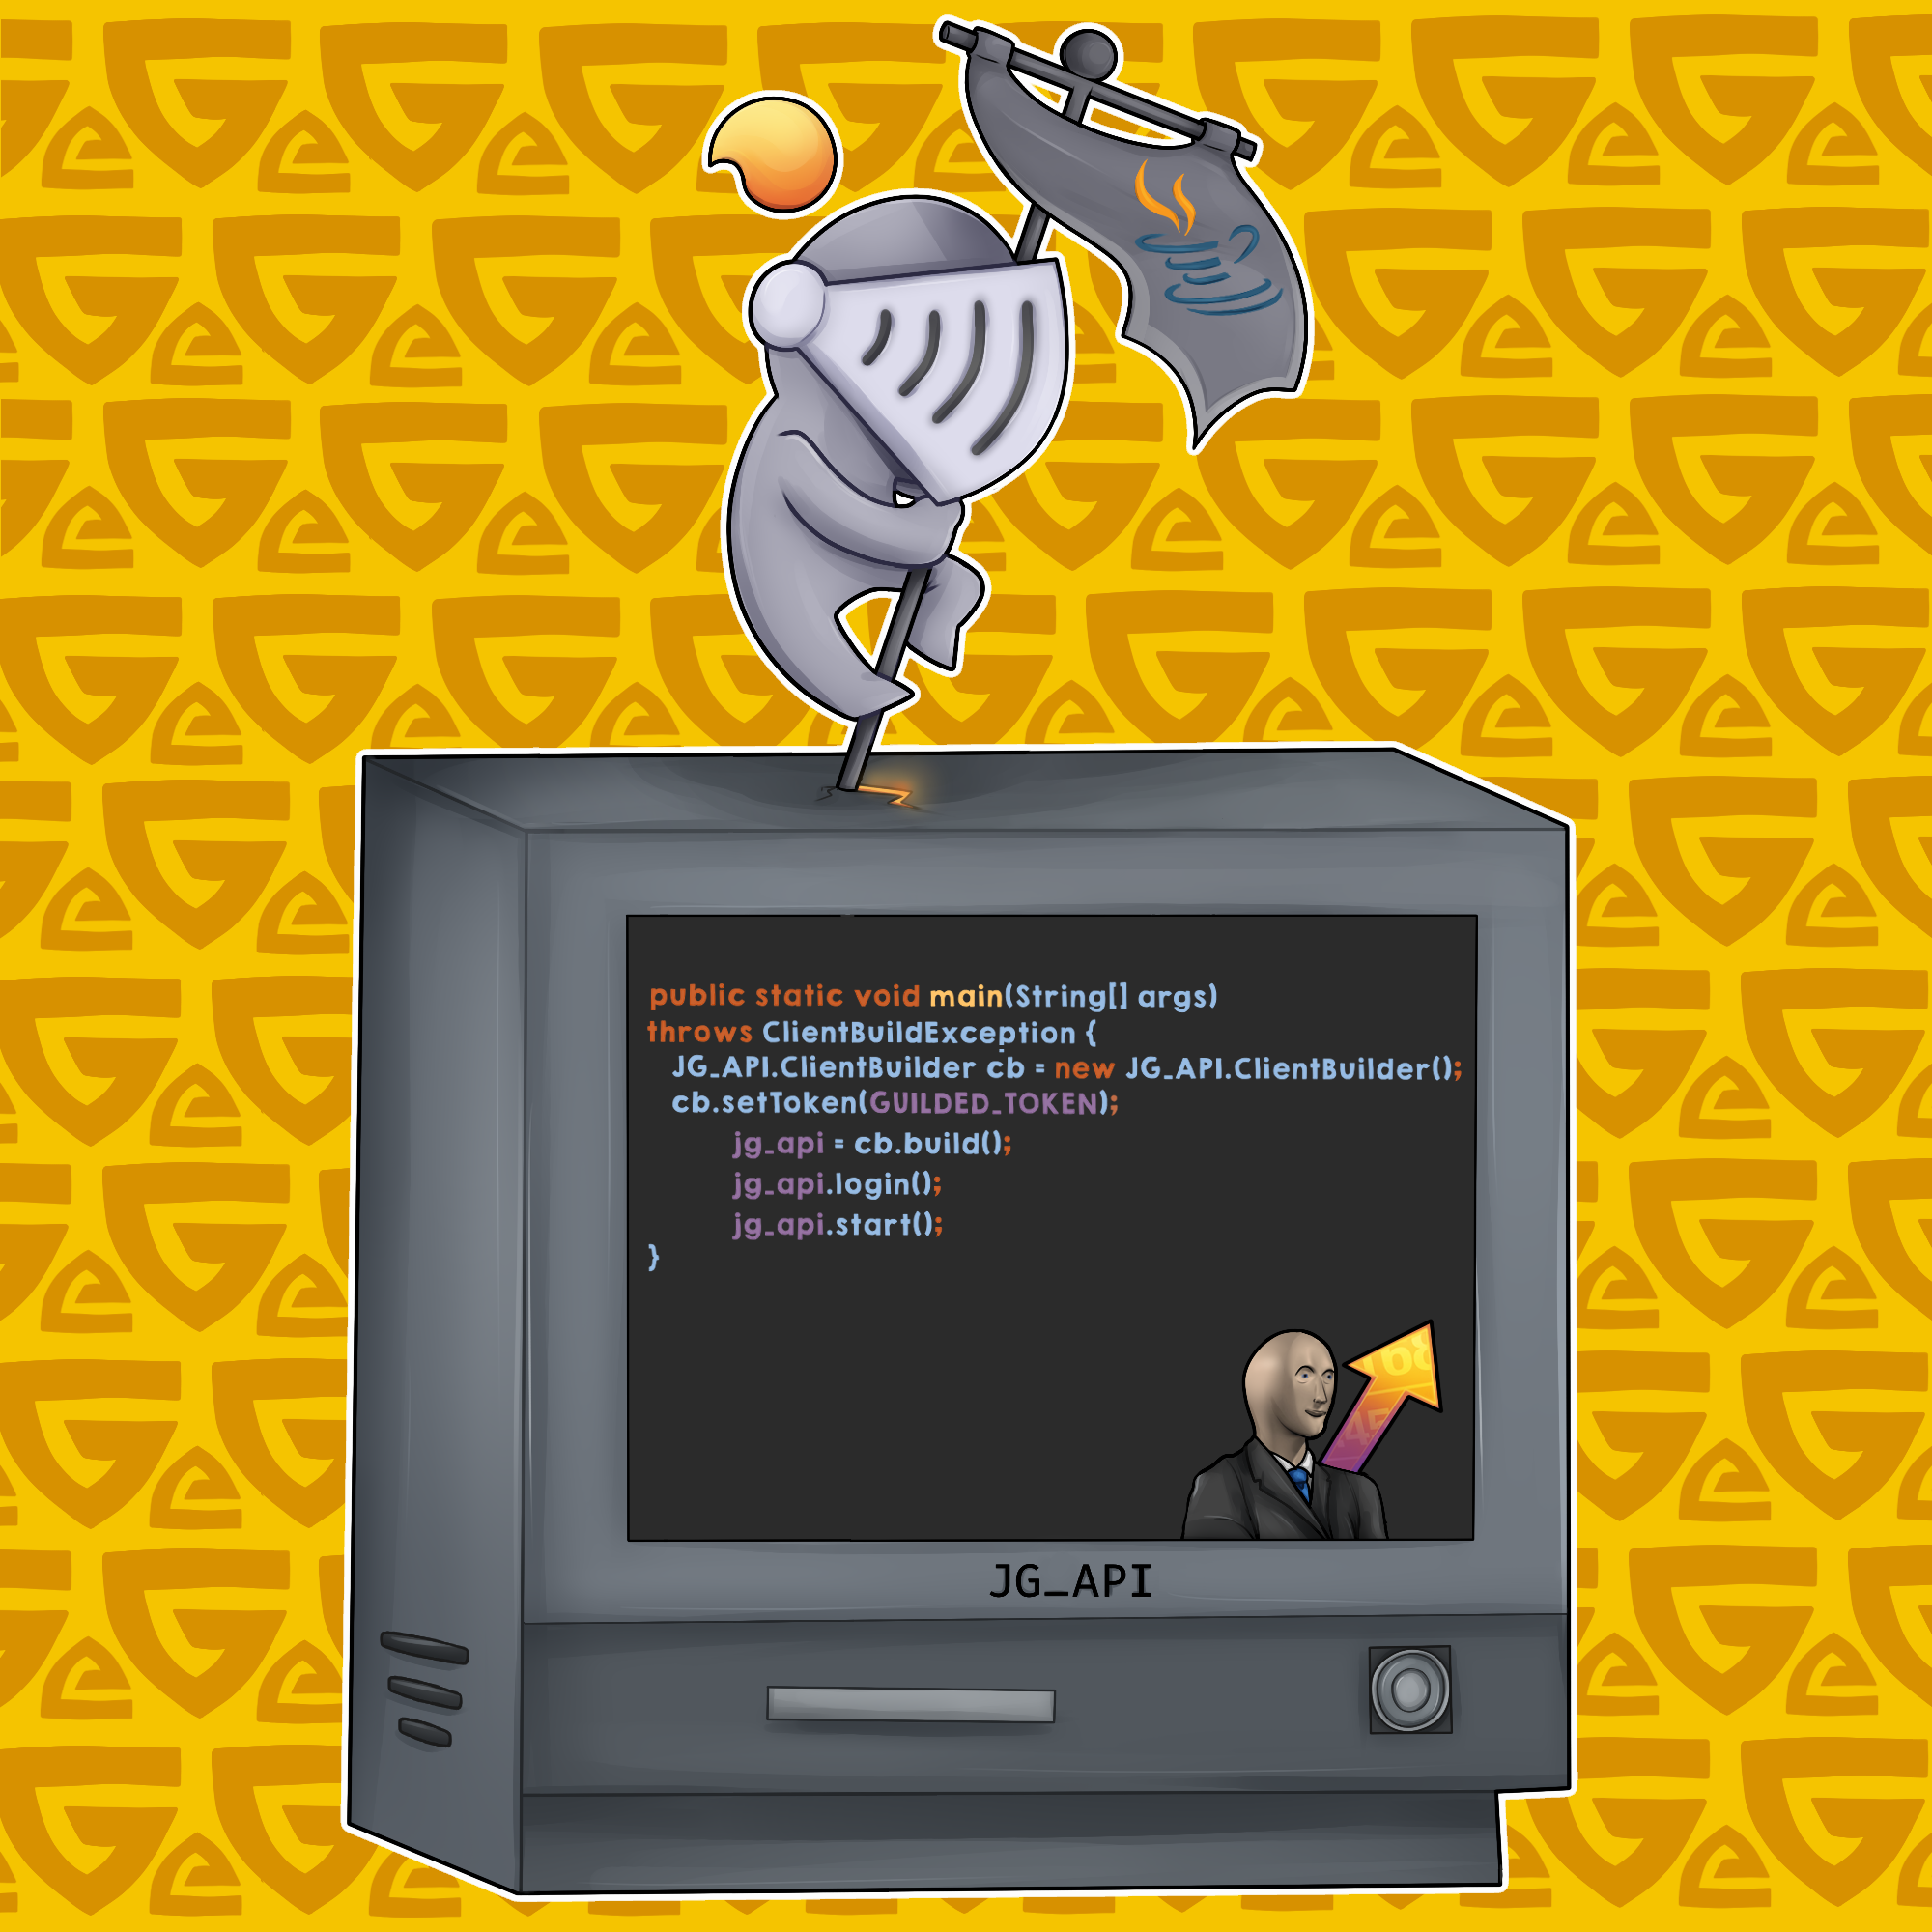 public static void main(String[] args)
throws ClientBuildException {
JG_API.ClientBuilder cb = new JG_API.ClientBuilder();
cb.setToken(GUILDED_TOKEN);
jg_api = cb.build();
jg_api.login();
jg_api.start();
}
JG_API